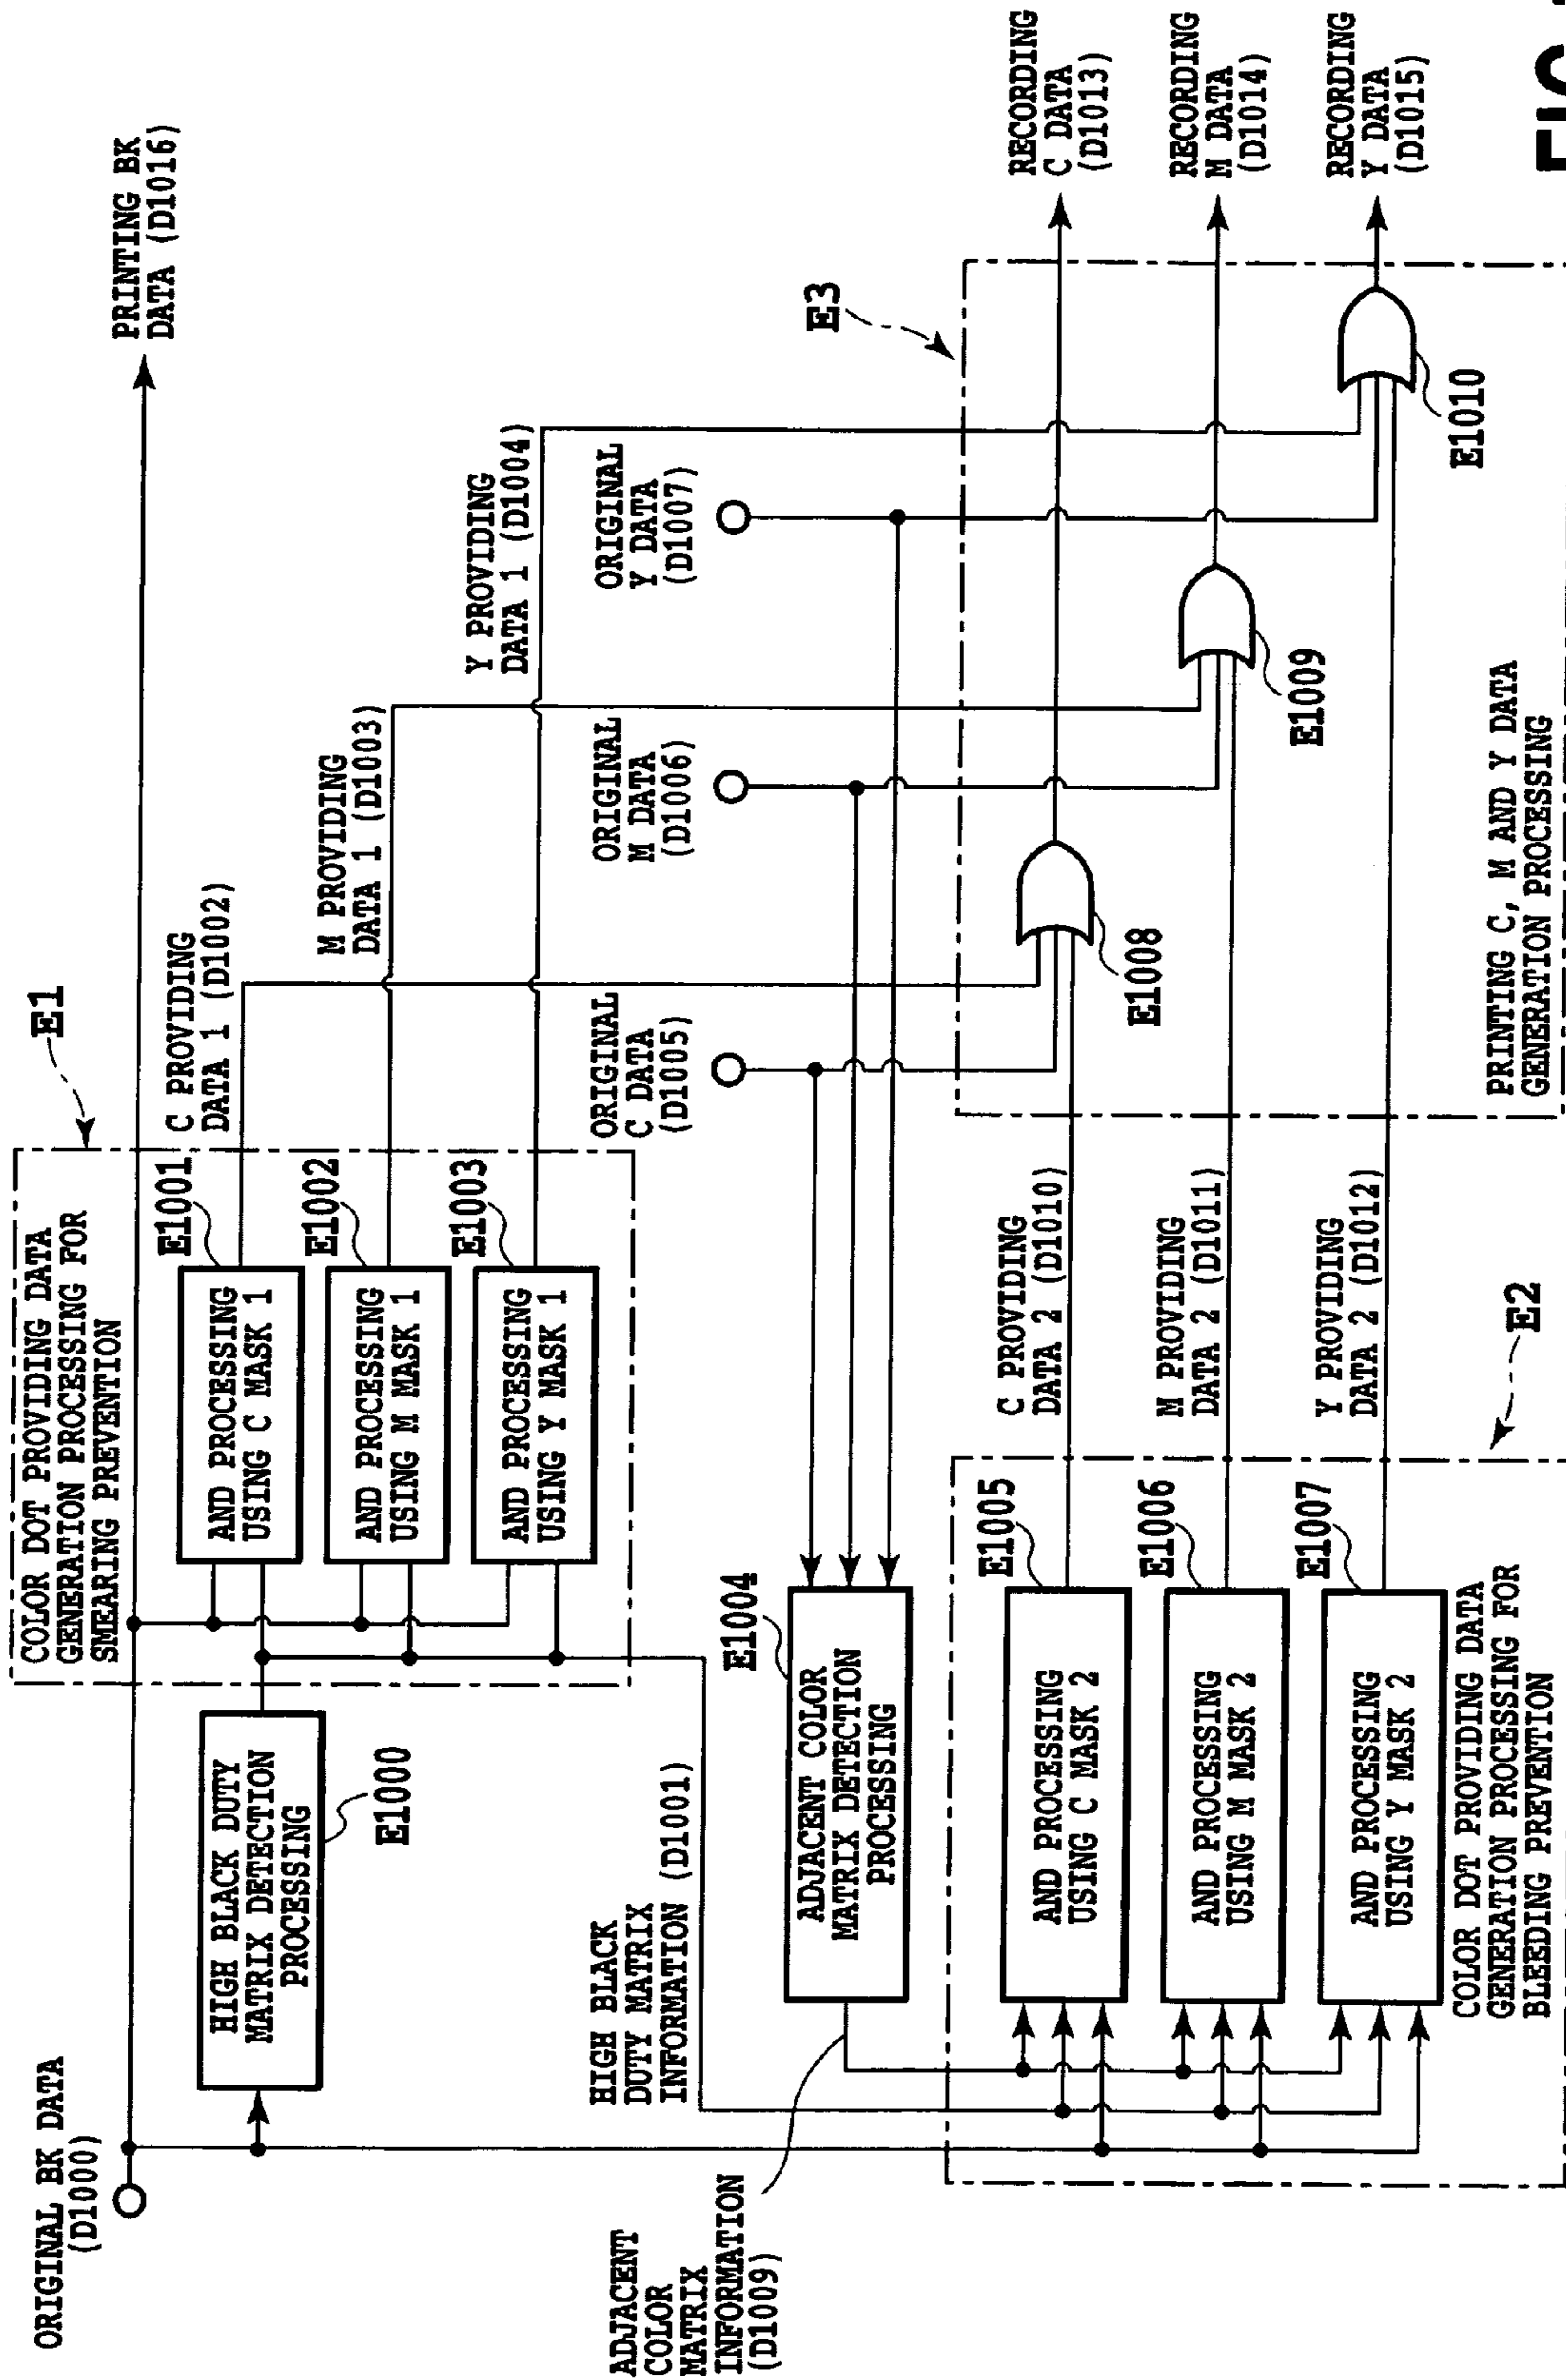 ORIGINAL BK DATA
(D1000)
PRINTING BK
DATA (D1016)
E1
COLOR DOT PROVIDING DATA
GENERATION PROCESSING FOR
SMEARING PREVENTION
HIGH BLACK DUTY
MATRIX DETECTION
PROCESSING
E1000
E1001
AND PROCESSING
USING C MASK 1
E1002
AND PROCESSING
USING M MASK 1
E1003
AND PROCESSING
USING Y MASK 1
C PROVIDING
DATA 1 (D1002)
M PROVIDING
DATA 1 (D1003)
Y PROVIDING
DATA 1 (D1004)
HIGH BLACK
DUTY MATRIX
INFORMATION (D1001)
ORIGINAL
C DATA
(D1005)
ORIGINAL
M DATA
(D1006)
ORIGINAL
Y DATA
(D1007)
ADJACENT
COLOR
MATRIX
INFORMATION
(D1009)
E1004
ADJACENT COLOR
MATRIX DETECTION
PROCESSING
E3
E1005
AND PROCESSING
USING C MASK 2
E1006
AND PROCESSING
USING M MASK 2
E1007
AND PROCESSING
USING Y MASK 2
COLOR DOT PROVIDING DATA
GENERATION PROCESSING FOR
BLEEDING PREVENTION
E2
C PROVIDING
DATA 2 (D1010)
M PROVIDING
DATA 2 (D1011)
Y PROVIDING
DATA 2 (D1012)
E1008
E1009
E1010
PRINTING C, M AND Y DATA
GENERATION PROCESSING
RECORDING
C DATA
(D1013)
RECORDING
M DATA
(D1014)
RECORDING
Y DATA
(D1015)